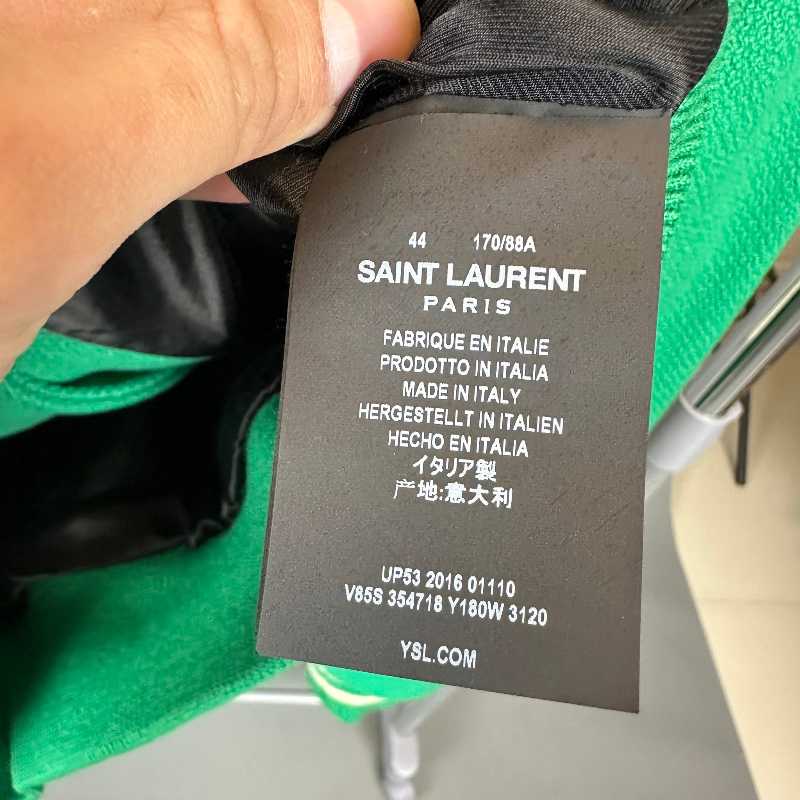 44 170/88A
SAINT LAURENT
PARIS
FABRIQUE EN ITALIE
PRODOTTO IN ITALIA
MADE IN ITALY
HERGESTELLT IN ITALIEN
HECHO EN ITALIA
イタリア製
产地:意大利
UP53 2016 01110
V85S 354718 Y180W 3120
YSL.COM